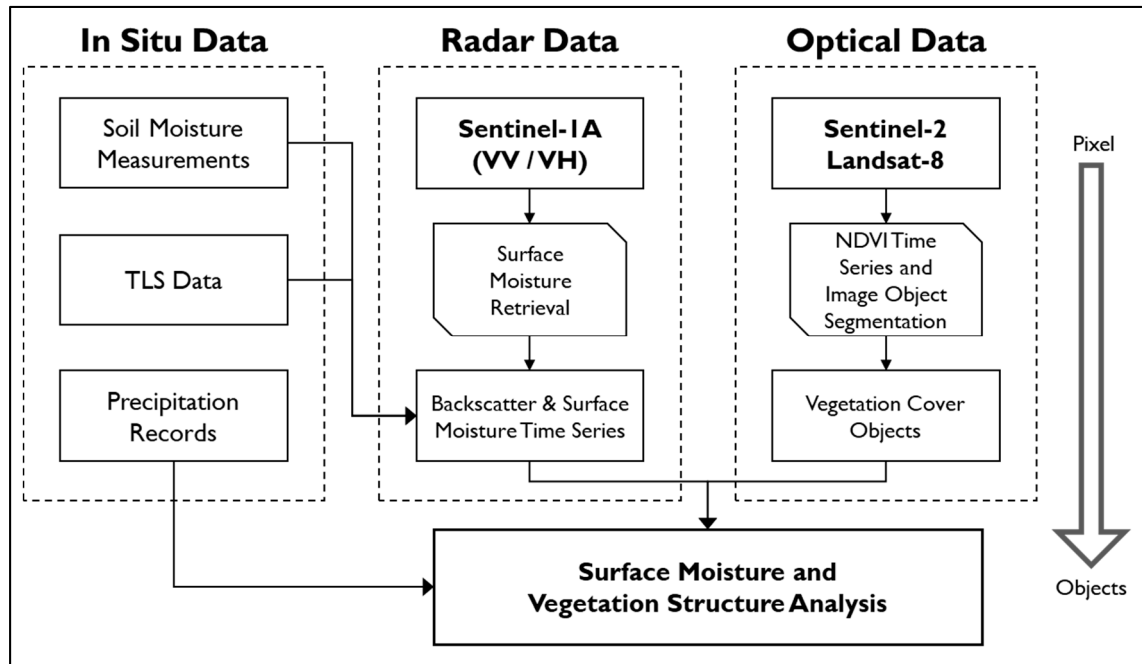 In Situ Data
Soil Moisture
Measurements
TLS Data
Precipitation
Records
Radar Data
Sentinel-1A
(VV / VH)
Surface
Moisture
Retrieval
Backscatter & Surface
Moisture Time Series
Optical Data
Sentinel-2
Landsat-8
NDVI Time
Series and
Image Object
Segmentation
Vegetation Cover
Objects
Pixel
Objects
Surface Moisture and
Vegetation Structure Analysis